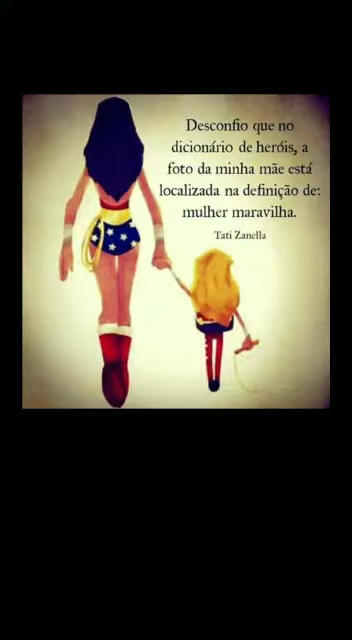 Desconfio que no
dicionário de heróis, a
foto da minha mãe está
localizada na definição de:
mulher maravilha.
Tati Zanella